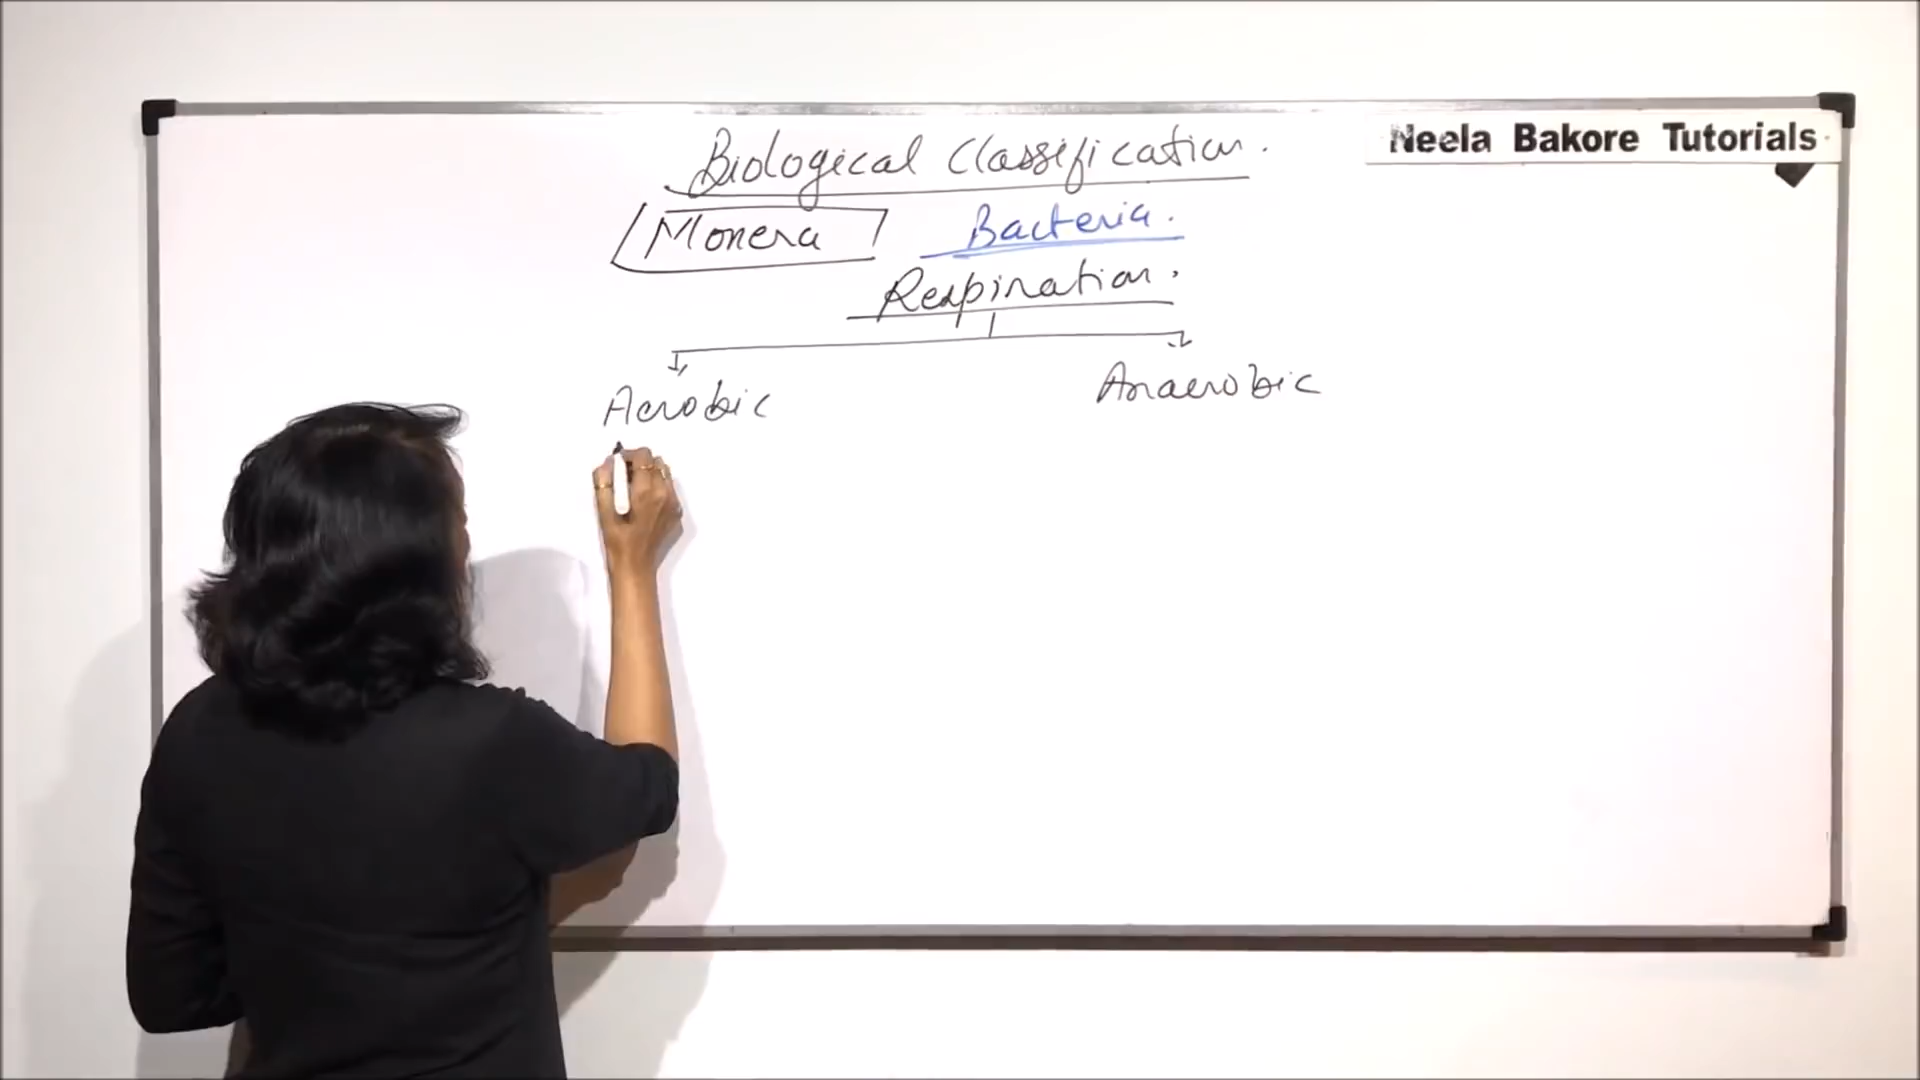 Neela Bakore Tutorials
Biological Classification.
Monera Bacteria.
Respiration.
Aerobic Anaerobic